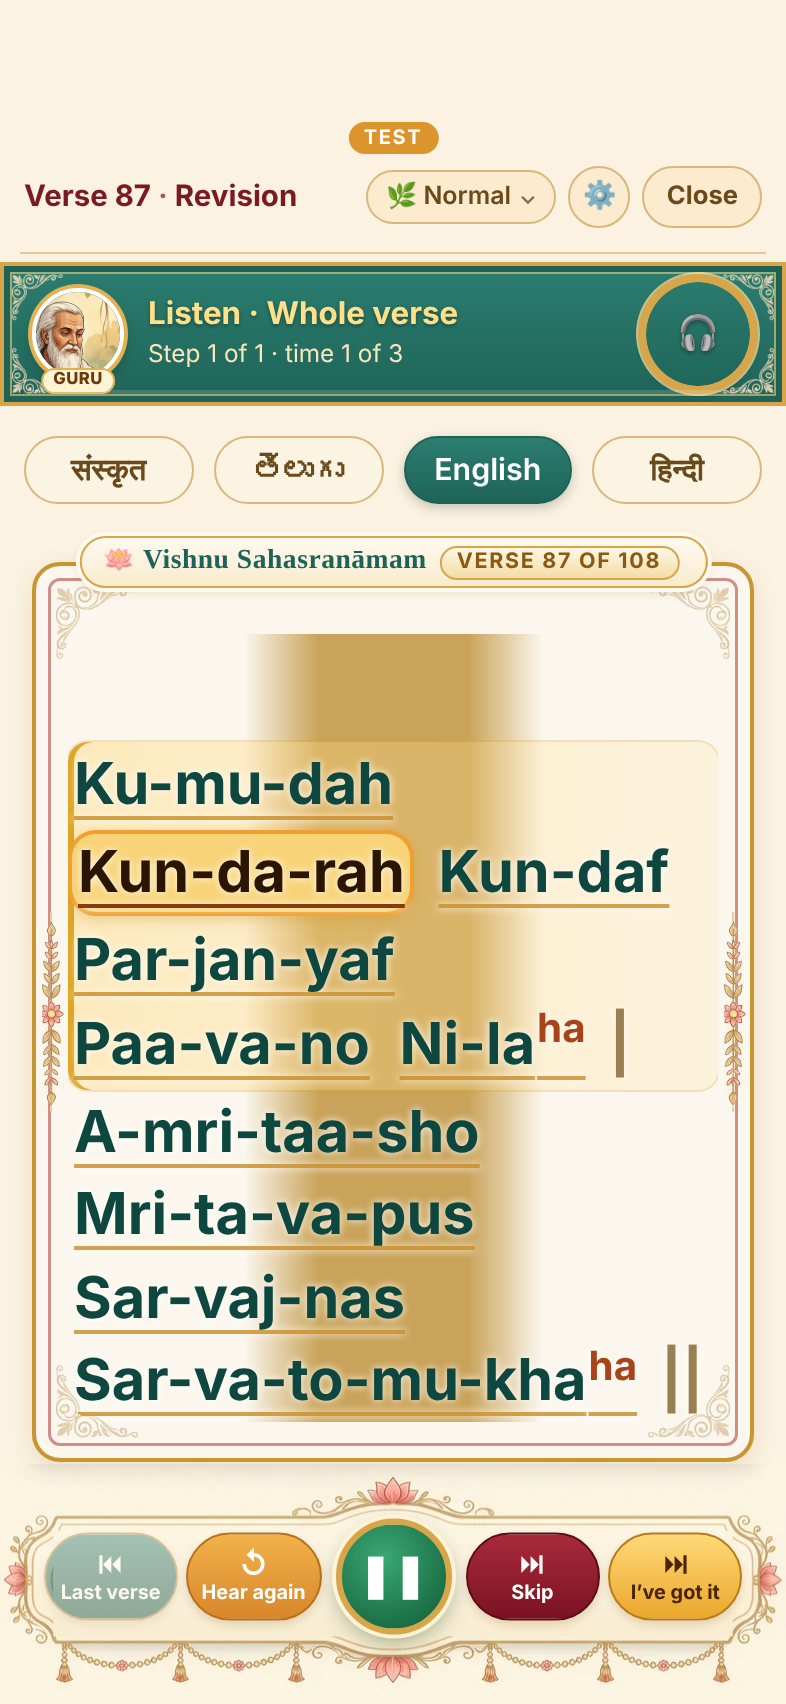 TEST
Verse 87 · Revision
🌿 Normal
⚙️
Close
Listen · Whole verse
Step 1 of 1 · time 1 of 3
GURU
संस्कृत
తెలుగు
English
हिन्दी
Vishnu Sahasranāmam
VERSE 87 OF 108
Ku-mu-dah
Kun-da-rah Kun-daf
Par-jan-yaf
Paa-va-no Ni-laha |
A-mri-taa-sho
Mri-ta-va-pus
Sar-vaj-nas
Sar-va-to-mu-khaha ||
Last verse
Hear again
Skip
I’ve got it